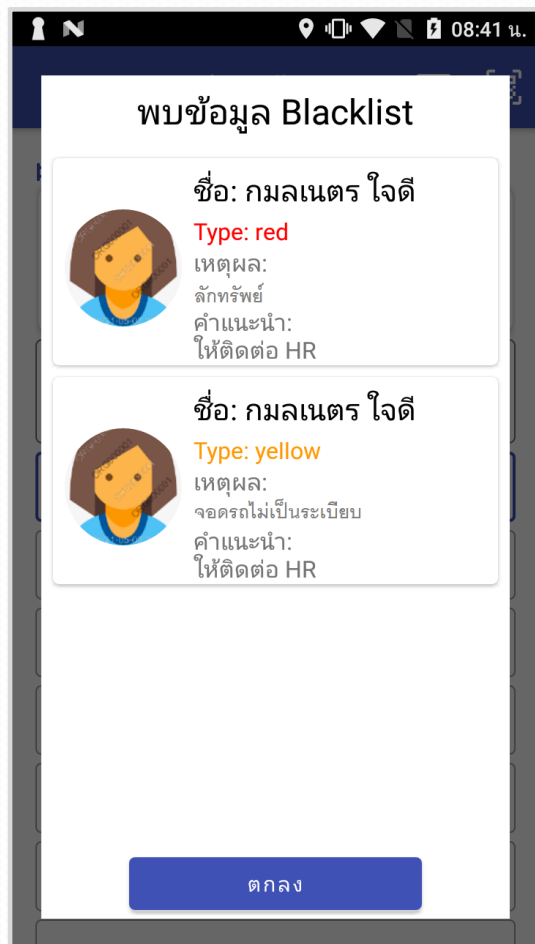 08:41 น.
พบข้อมูล Blacklist
ชื่อ: กมลเนตร ใจดี
Type: red
เหตุผล:
ลักทรัพย์
คำแนะนำ:
ให้ติดต่อ HR
ชื่อ: กมลเนตร ใจดี
Type: yellow
เหตุผล:
จอดรถไม่เป็นระเบียบ
คำแนะนำ:
ให้ติดต่อ HR
ตกลง